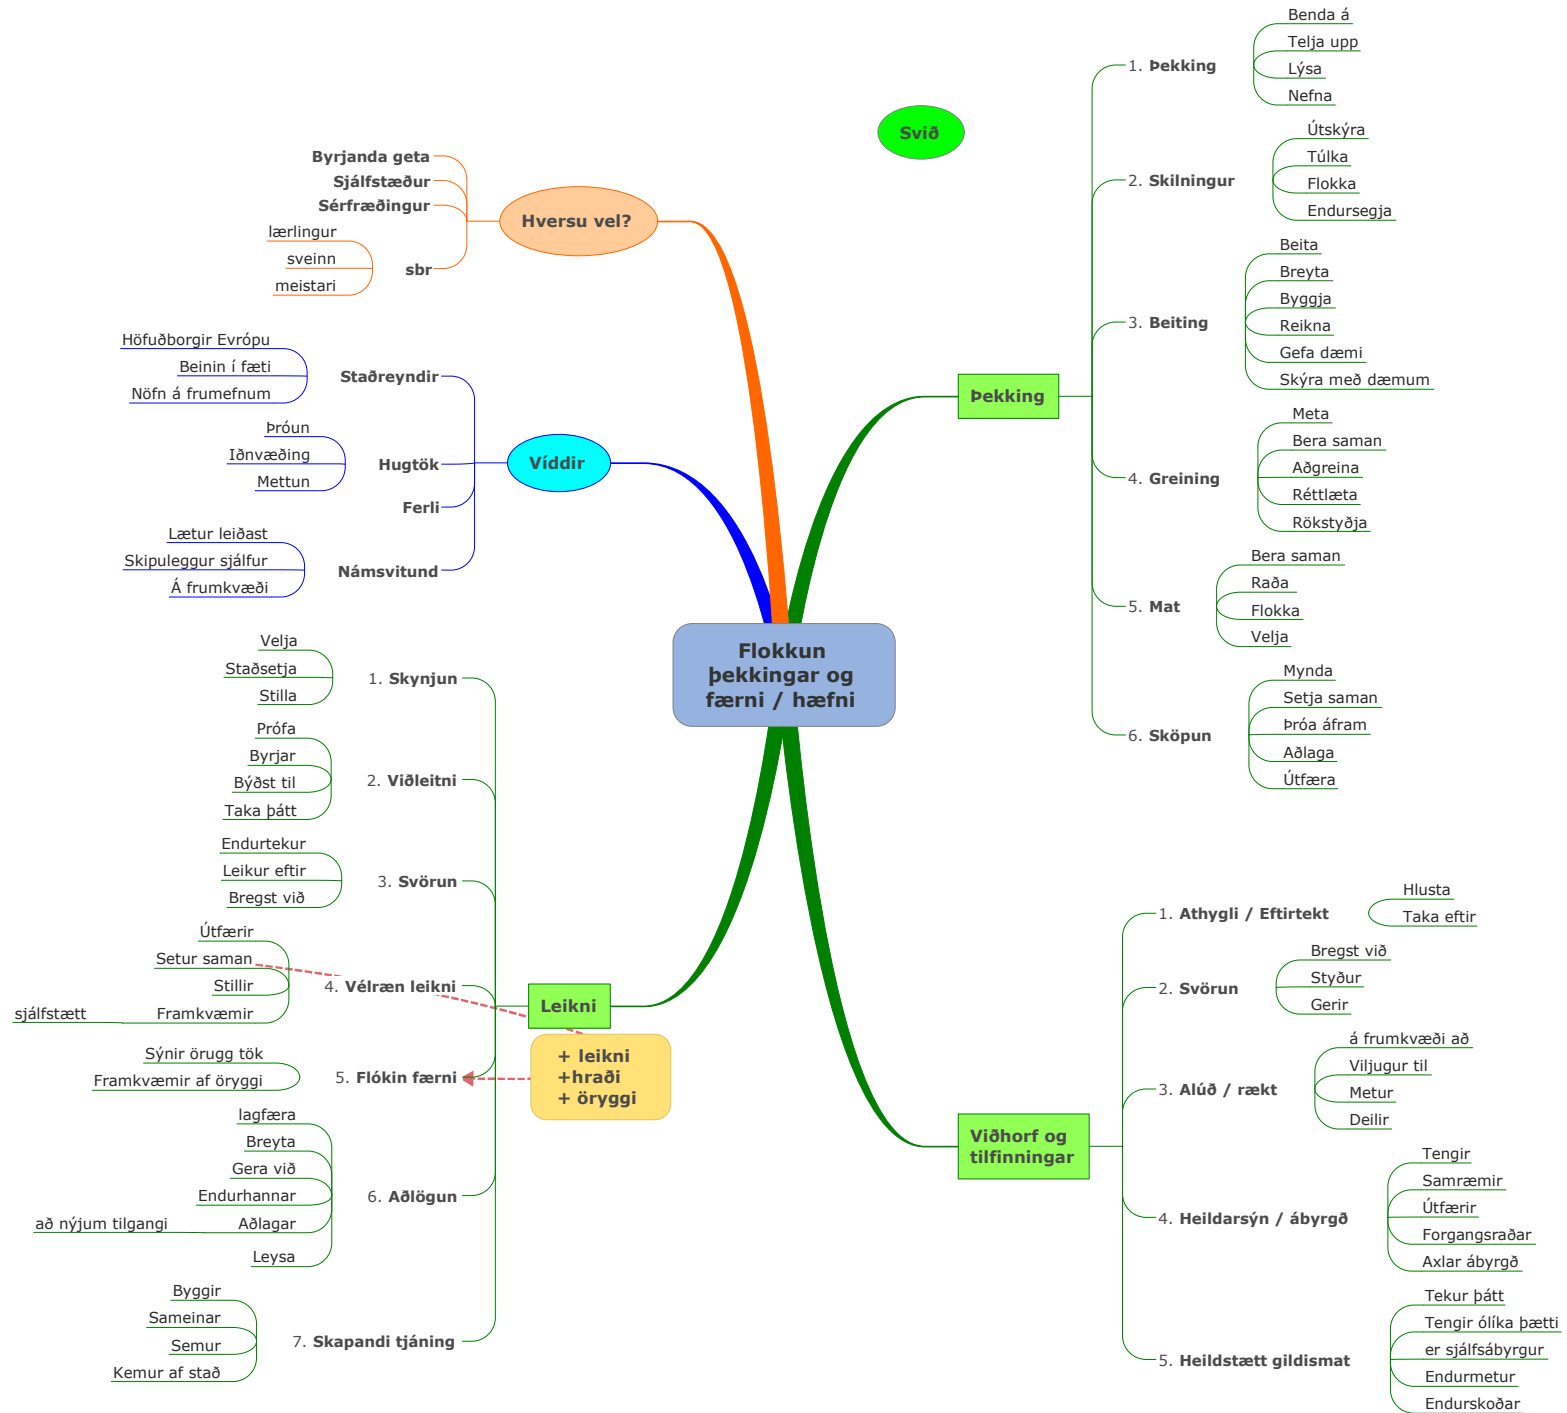 Flokkun
þekkingar og
færni / hæfni
Svið
Þekking
1. Þekking
Benda á
Telja upp
Lýsa
Nefna
2. Skilningur
Útskýra
Túlka
Flokka
Endursegja
3. Beiting
Beita
Breyta
Byggja
Reikna
Gefa dæmi
Skýra með dæmum
4. Greining
Meta
Bera saman
Aðgreina
Réttlæta
Rökstyðja
5. Mat
Bera saman
Raða
Flokka
Velja
6. Sköpun
Mynda
Setja saman
Þróa áfram
Aðlaga
Útfæra
Viðhorf og
tilfinningar
1. Athygli / Eftirtekt
Hlusta
Taka eftir
2. Svörun
Bregst við
Styður
Gerir
3. Alúð / rækt
á frumkvæði að
Viljugur til
Metur
Deilir
4. Heildarsýn / ábyrgð
Tengir
Samræmir
Útfærir
Forgangsraðar
Axlar ábyrgð
5. Heildstætt gildismat
Tekur þátt
Tengir ólíka þætti
er sjálfsábyrgur
Endurmetur
Endurskoðar
Hversu vel?
Byrjanda geta
Sjálfstæður
Sérfræðingur
sbr
lærlingur
sveinn
meistari
Víddir
Staðreyndir
Höfuðborgir Evrópu
Beinin í fæti
Nöfn á frumefnum
Hugtök
Þróun
Iðnvæðing
Mettun
Ferli
Námsvitund
Lætur leiðast
Skipuleggur sjálfur
Á frumkvæði
Leikni
1. Skynjun
Velja
Staðsetja
Stilla
2. Viðleitni
Prófa
Byrjar
Býðst til
Taka þátt
3. Svörun
Endurtekur
Leikur eftir
Bregst við
4. Vélræn leikni
Útfærir
Setur saman
Stillir
Framkvæmir
sjálfstætt
5. Flókin færni
Sýnir örugg tök
Framkvæmir af öryggi
+ leikni
+hraði
+ öryggi
6. Aðlögun
lagfæra
Breyta
Gera við
Endurhannar
Aðlagar
að nýjum tilgangi
Leysa
7. Skapandi tjáning
Byggir
Sameinar
Semur
Kemur af stað